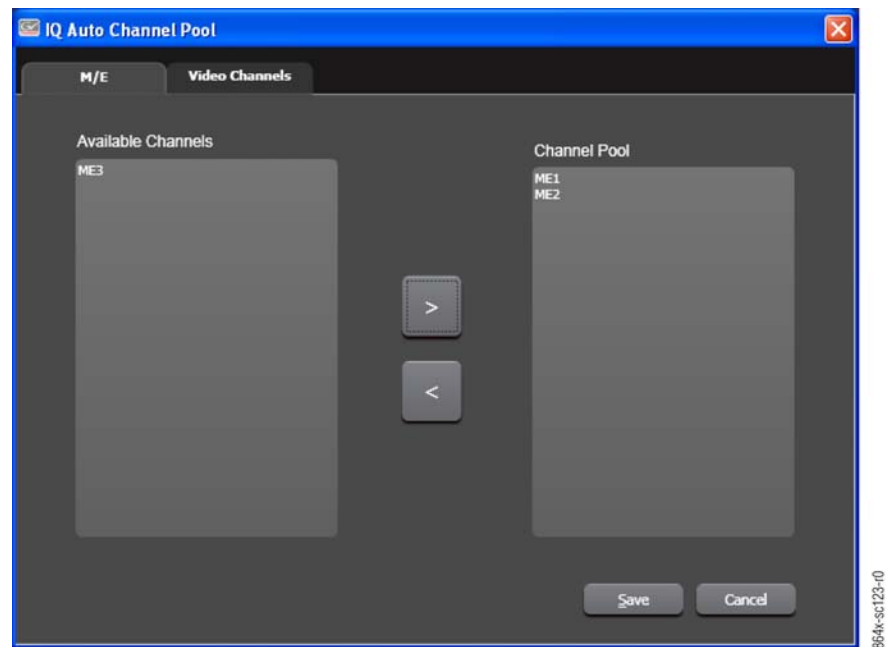 IQ Auto Channel Pool
M/E
Video Channels
Available Channels
ME3
Channel Pool
ME1
ME2
>
<
Save
Cancel
864x-sc123-r0